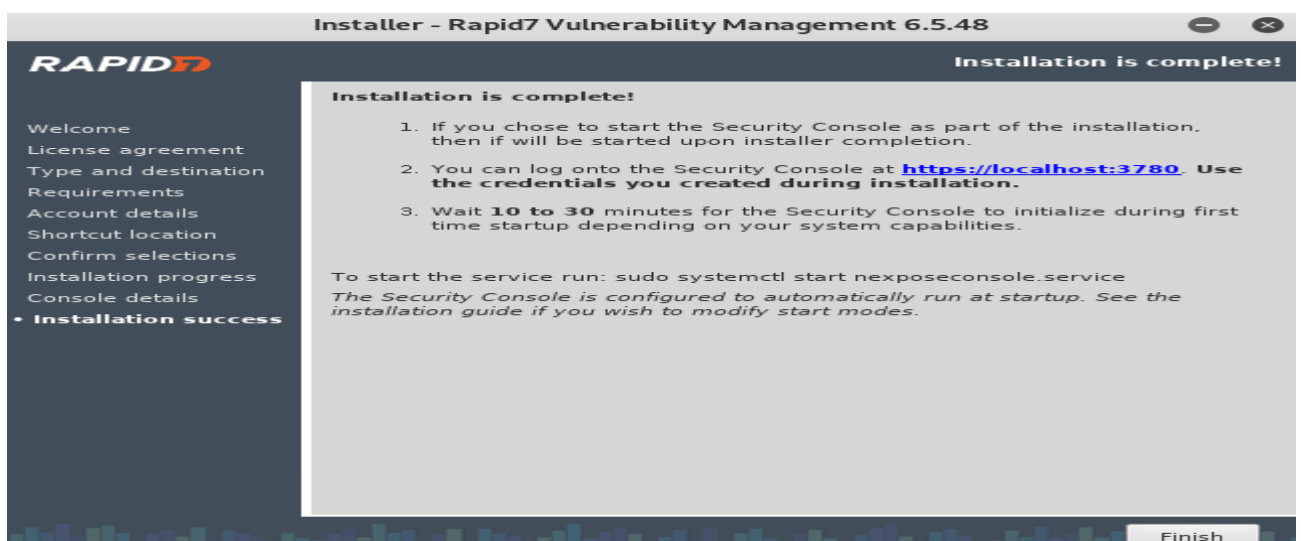 Installer - Rapid7 Vulnerability Management 6.5.48
RAPID7
Installation is complete!
Welcome
License agreement
Type and destination
Requirements
Account details
Shortcut location
Confirm selections
Installation progress
Console details
• Installation success
Installation is complete!
1. If you chose to start the Security Console as part of the installation,
then if will be started upon installer completion.
2. You can log onto the Security Console at https://localhost:3780. Use
the credentials you created during installation.
3. Wait 10 to 30 minutes for the Security Console to initialize during first
time startup depending on your system capabilities.
To start the service run: sudo systemctl start nexposeconsole.service
The Security Console is configured to automatically run at startup. See the
installation guide if you wish to modify start modes.
Finish